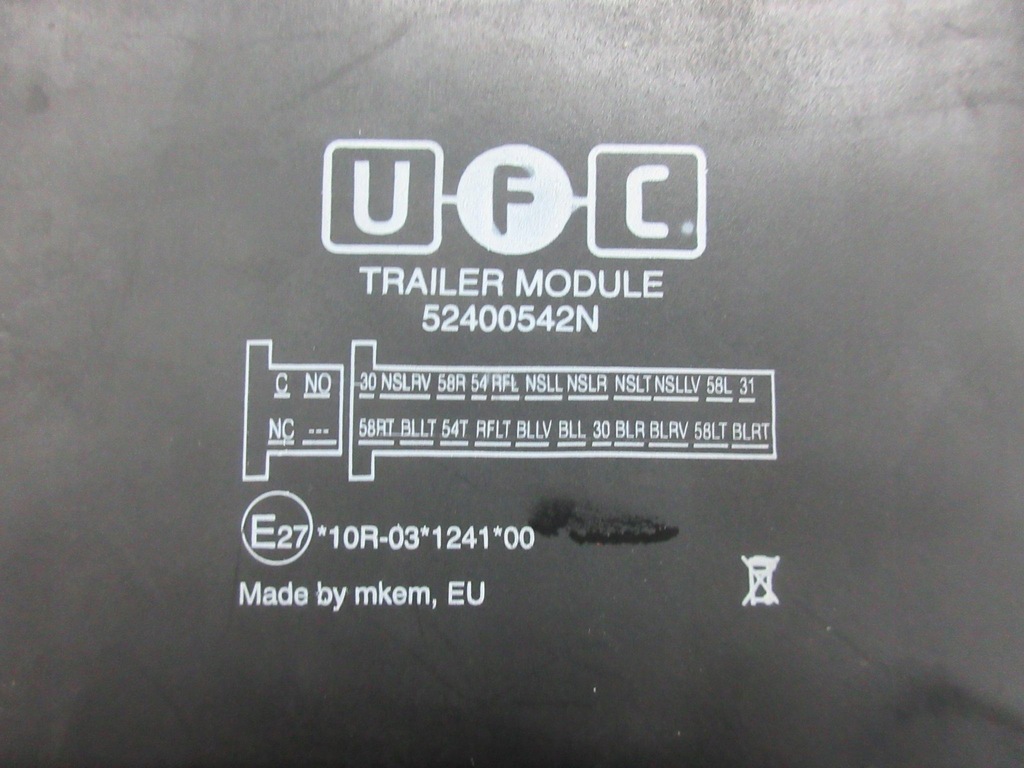 UFC
TRAILER MODULE
52400542N
C NO 30 NSLRV 58R 54 RFL NSLL NSLR NSLT NSLLV 58L 31
NC --- 58RT BLLT 54T RFLT BLLV BLL 30 BLR BLRV 58LT BLRT
E27 *10R-03*1241*00
Made by mkem, EU